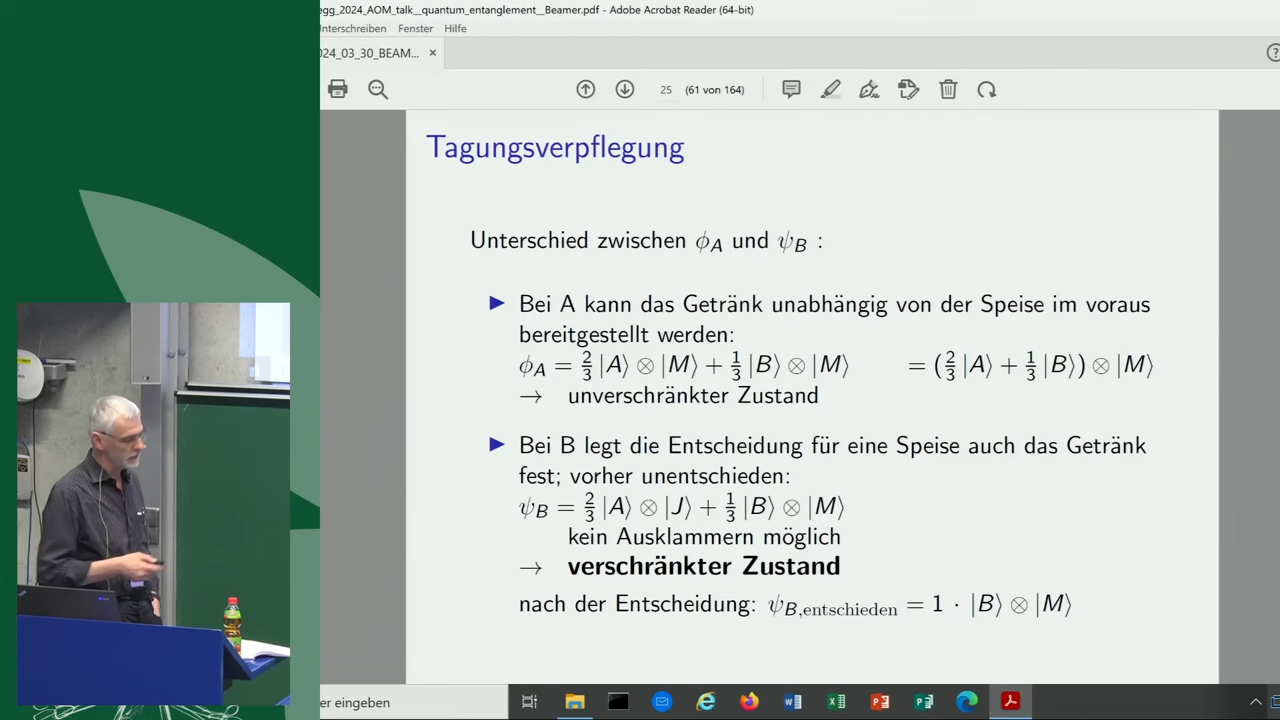 egg_2024_AOM_talk__quantum_entanglement__Beamer.pdf - Adobe Acrobat Reader (64-bit)
Fenster Hilfe
024_03_30_BEAM... ×
25 (61 von 164)
Tagungsverpflegung
Unterschied zwischen ϕ_A und ψ_B :
▶ Bei A kann das Getränk unabhängig von der Speise im voraus
bereitgestellt werden:
ϕ_A = 2/3 |A⟩ ⊗ |M⟩ + 1/3 |B⟩ ⊗ |M⟩ = (2/3 |A⟩ + 1/3 |B⟩) ⊗ |M⟩
→ unverschränkter Zustand
▶ Bei B legt die Entscheidung für eine Speise auch das Getränk
fest; vorher unentschieden:
ψ_B = 2/3 |A⟩ ⊗ |J⟩ + 1/3 |B⟩ ⊗ |M⟩
kein Ausklammern möglich
→ verschränkter Zustand
nach der Entscheidung: ψ_B,entschieden = 1 · |B⟩ ⊗ |M⟩
er eingeben